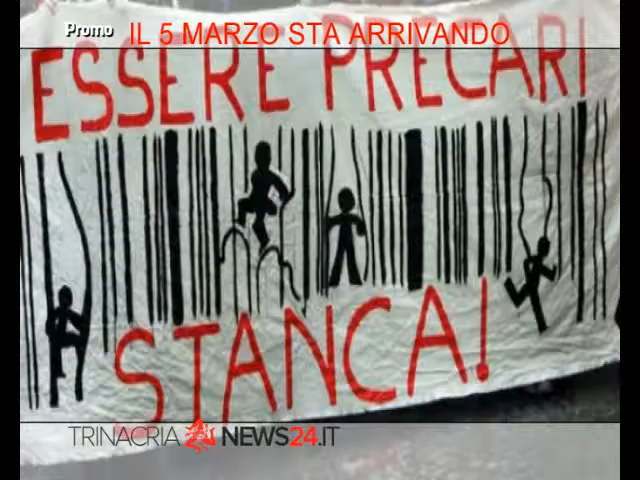 Promo
IL 5 MARZO STA ARRIVANDO
ESSERE PRECARI
STANCA!
TRINACRIA NEWS24.IT